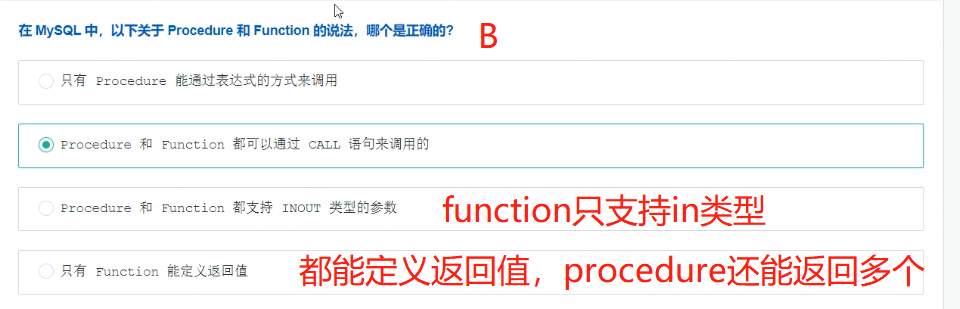 在 MySQL 中，以下关于 Procedure 和 Function 的说法，哪个是正确的? B
只有 Procedure 能通过表达式的方式来调用
Procedure 和 Function 都可以通过 CALL 语句来调用的
Procedure 和 Function 都支持 INOUT 类型的参数 function只支持in类型
只有 Function 能定义返回值 都能定义返回值，procedure还能返回多个